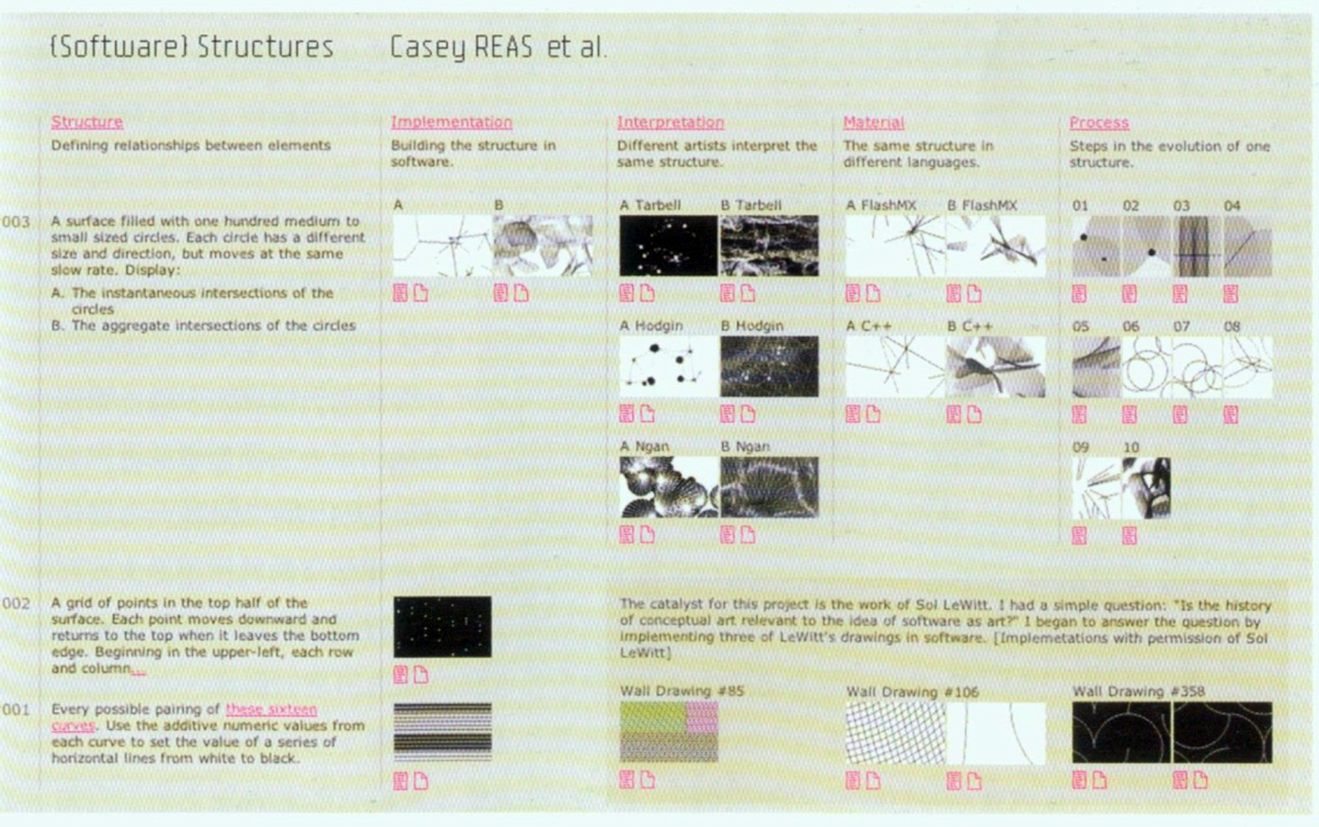 {Software} Structures Casey REAS et al.
Structure
Defining relationships between elements
Implementation
Building the structure in
software.
Interpretation
Different artists interpret the
same structure.
Material
The same structure in
different languages.
Process
Steps in the evolution of one
structure.
003
A surface filled with one hundred medium to
small sized circles. Each circle has a different
size and direction, but moves at the same
slow rate. Display:
A. The instantaneous intersections of the
circles
B. The aggregate intersections of the circles
A B
A Tarbell B Tarbell
A Hodgin B Hodgin
A Ngan B Ngan
A FlashMX B FlashMX
A C++ B C++
01 02 03 04
05 06 07 08
09 10
002
A grid of points in the top half of the
surface. Each point moves downward and
returns to the top when it leaves the bottom
edge. Beginning in the upper-left, each row
and column...
The catalyst for this project is the work of Sol LeWitt. I had a simple question: "Is the history
of conceptual art relevant to the idea of software as art?" I began to answer the question by
implementing three of LeWitt's drawings in software. [Implemetations with permission of Sol
LeWitt]
001
Every possible pairing of these sixteen
curves. Use the additive numeric values from
each curve to set the value of a series of
horizontal lines from white to black.
Wall Drawing #85
Wall Drawing #106
Wall Drawing #358